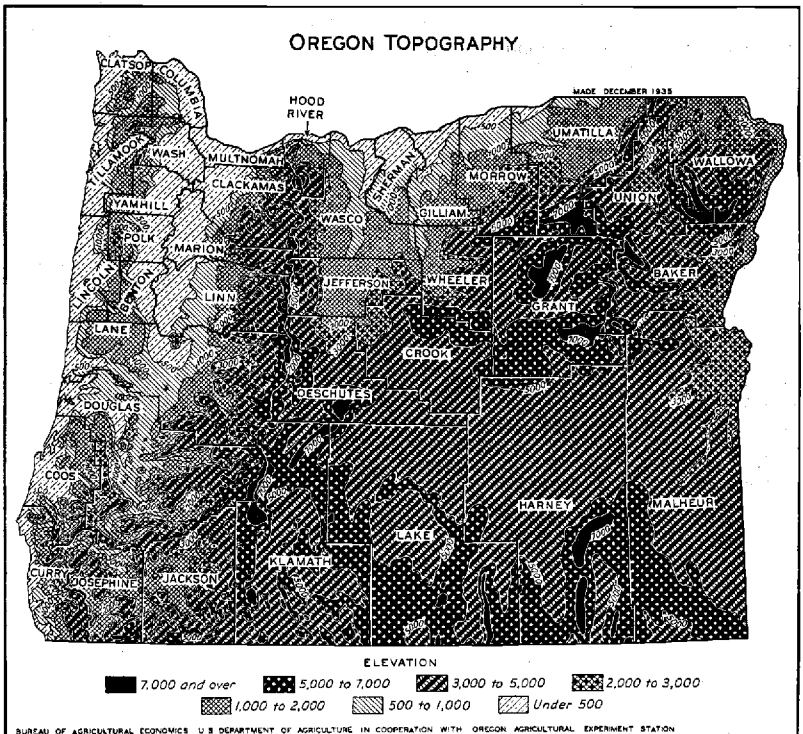 OREGON TOPOGRAPHY
MADE DECEMBER 1935
HOOD RIVER
CLATSOP
COLUMBIA
TILLAMOOK
WASH
MULTNOMAH
CLACKAMAS
YAMHILL
POLK
MARION
LINCOLN
BENTON
LINN
LANE
DOUGLAS
COOS
CURRY
JOSEPHINE
JACKSON
KLAMATH
LAKE
DESCHUTES
CROOK
JEFFERSON
WASCO
SHERMAN
GILLIAM
WHEELER
MORROW
UMATILLA
UNION
WALLOWA
BAKER
GRANT
HARNEY
MALHEUR
ELEVATION
7,000 and over 5,000 to 7,000 3,000 to 5,000 2,000 to 3,000
1,000 to 2,000 500 to 1,000 Under 500
BUREAU OF AGRICULTURAL ECONOMICS U S DEPARTMENT OF AGRICULTURE IN COOPERATION WITH OREGON AGRICULTURAL EXPERIMENT STATION